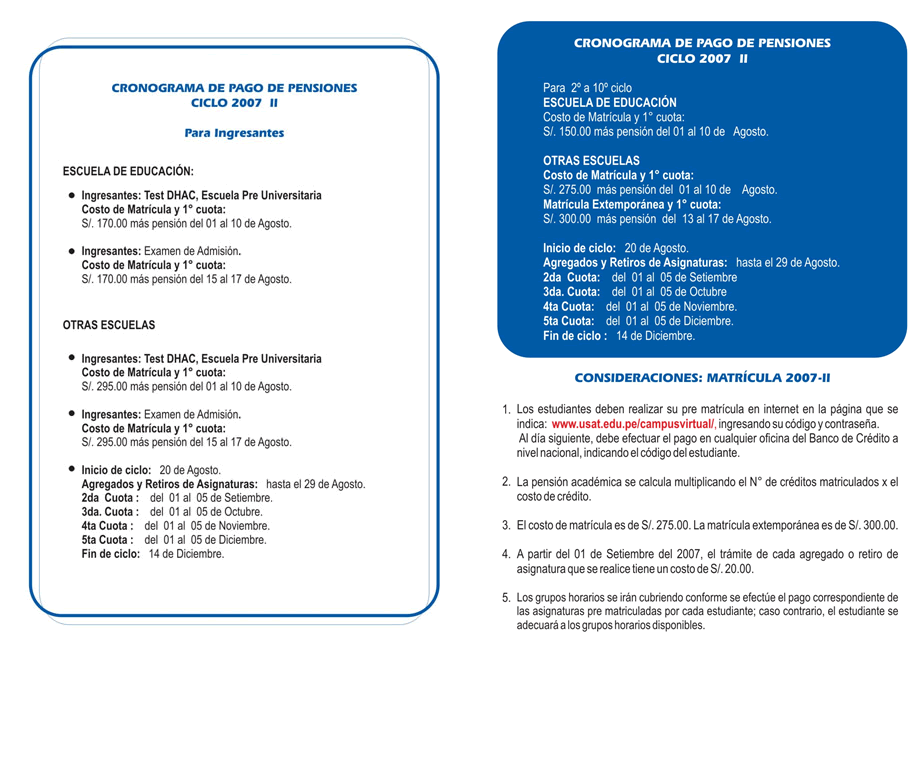 CRONOGRAMA DE PAGO DE PENSIONES
CICLO 2007 II
Para Ingresantes
ESCUELA DE EDUCACIÓN:
● Ingresantes: Test DHAC, Escuela Pre Universitaria
Costo de Matrícula y 1° cuota:
S/. 170.00 más pensión del 01 al 10 de Agosto.
● Ingresantes: Examen de Admisión.
Costo de Matrícula y 1° cuota:
S/. 170.00 más pensión del 15 al 17 de Agosto.
OTRAS ESCUELAS
● Ingresantes: Test DHAC, Escuela Pre Universitaria
Costo de Matrícula y 1° cuota:
S/. 295.00 más pensión del 01 al 10 de Agosto.
● Ingresantes: Examen de Admisión.
Costo de Matrícula y 1° cuota:
S/. 295.00 más pensión del 15 al 17 de Agosto.
● Inicio de ciclo: 20 de Agosto.
Agregados y Retiros de Asignaturas: hasta el 29 de Agosto.
2da Cuota : del 01 al 05 de Setiembre.
3da. Cuota : del 01 al 05 de Octubre.
4ta Cuota : del 01 al 05 de Noviembre.
5ta Cuota : del 01 al 05 de Diciembre.
Fin de ciclo: 14 de Diciembre.
CRONOGRAMA DE PAGO DE PENSIONES
CICLO 2007 II
Para 2º a 10º ciclo
ESCUELA DE EDUCACIÓN
Costo de Matrícula y 1° cuota:
S/. 150.00 más pensión del 01 al 10 de Agosto.
OTRAS ESCUELAS
Costo de Matrícula y 1° cuota:
S/. 275.00 más pensión del 01 al 10 de Agosto.
Matrícula Extemporánea y 1° cuota:
S/. 300.00 más pensión del 13 al 17 de Agosto.
Inicio de ciclo: 20 de Agosto.
Agregados y Retiros de Asignaturas: hasta el 29 de Agosto.
2da Cuota: del 01 al 05 de Setiembre
3da. Cuota: del 01 al 05 de Octubre
4ta Cuota: del 01 al 05 de Noviembre.
5ta Cuota: del 01 al 05 de Diciembre.
Fin de ciclo : 14 de Diciembre.
CONSIDERACIONES: MATRÍCULA 2007-II
1. Los estudiantes deben realizar su pre matrícula en internet en la página que se
indica: www.usat.edu.pe/campusvirtual/, ingresando su código y contraseña.
Al día siguiente, debe efectuar el pago en cualquier oficina del Banco de Crédito a
nivel nacional, indicando el código del estudiante.
2. La pensión académica se calcula multiplicando el N° de créditos matriculados x el
costo de crédito.
3. El costo de matrícula es de S/. 275.00. La matrícula extemporánea es de S/. 300.00.
4. A partir del 01 de Setiembre del 2007, el trámite de cada agregado o retiro de
asignatura que se realice tiene un costo de S/. 20.00.
5. Los grupos horarios se irán cubriendo conforme se efectúe el pago correspondiente de
las asignaturas pre matriculadas por cada estudiante; caso contrario, el estudiante se
adecuará a los grupos horarios disponibles.